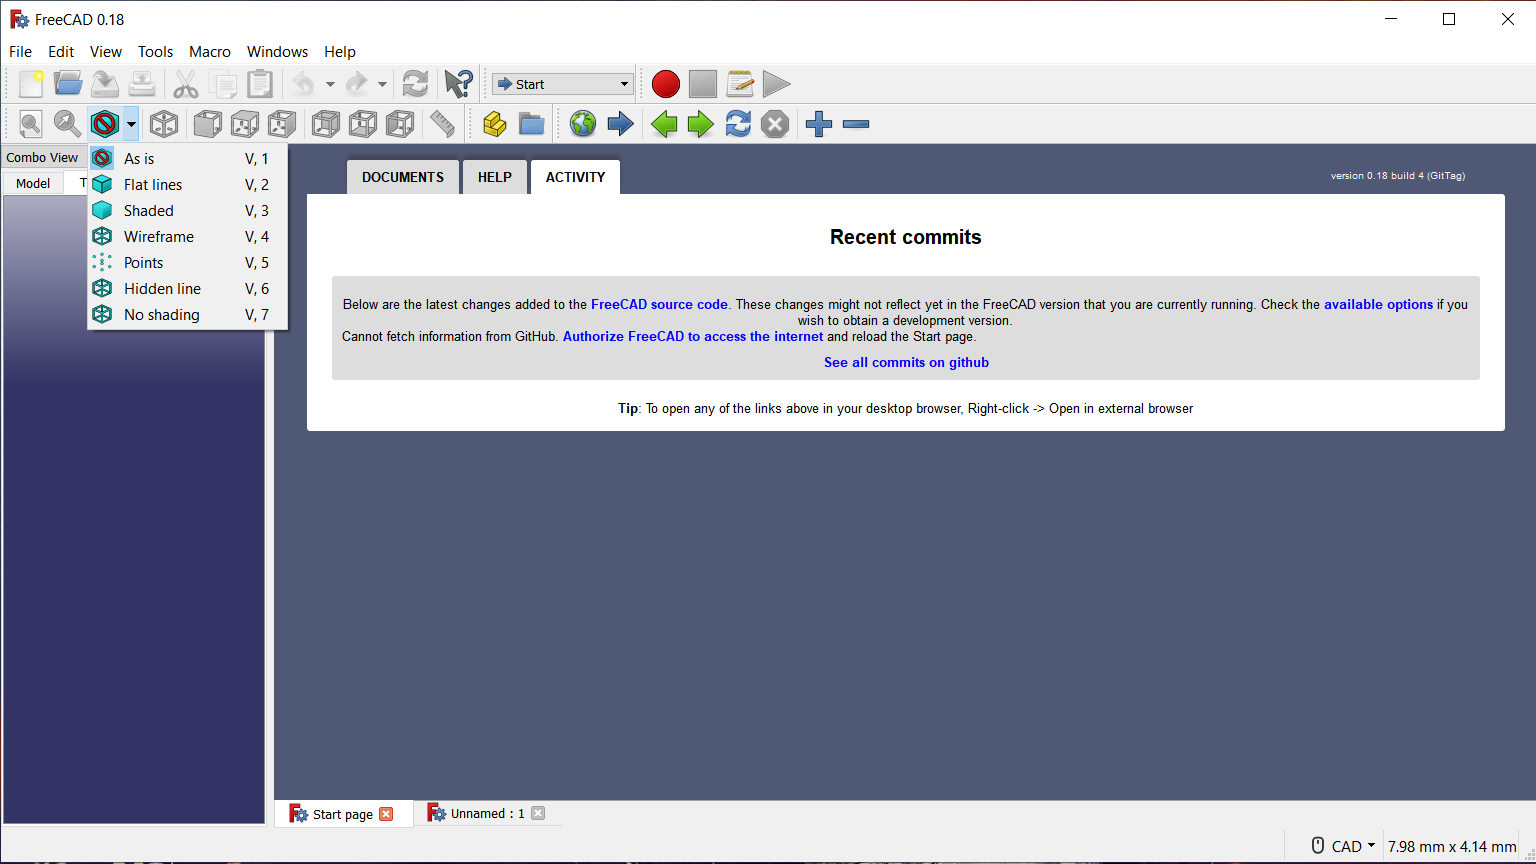 FreeCAD 0.18
File Edit View Tools Macro Windows Help
Start
Combo View
Model T
As is V, 1
Flat lines V, 2
Shaded V, 3
Wireframe V, 4
Points V, 5
Hidden line V, 6
No shading V, 7
DOCUMENTS HELP ACTIVITY
version 0.18 build 4 (GitTag)
Recent commits
Below are the latest changes added to the FreeCAD source code. These changes might not reflect yet in the FreeCAD version that you are currently running. Check the available options if you
wish to obtain a development version.
Cannot fetch information from GitHub. Authorize FreeCAD to access the internet and reload the Start page.
See all commits on github
Tip: To open any of the links above in your desktop browser, Right-click -> Open in external browser
Start page Unnamed : 1
CAD 7.98 mm x 4.14 mm